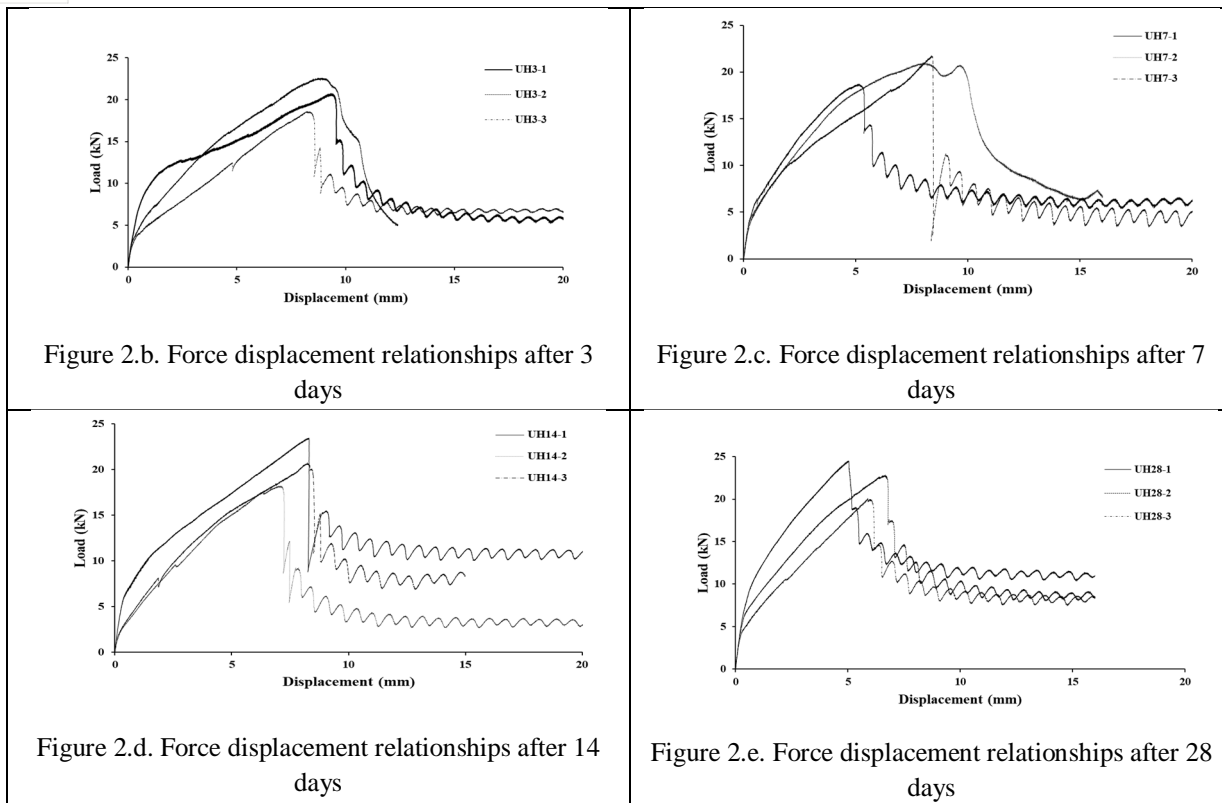 25
20
15
10
5
0
Load (kN)
UH3-1
UH3-2
UH3-3
5 10 15 20
Displacement (mm)
Figure 2.b. Force displacement relationships after 3
days
25
20
15
10
5
0
Load (kN)
UH7-1
UH7-2
UH7-3
0 5 10 15 20
Displacement (mm)
Figure 2.c. Force displacement relationships after 7
days
25
20
15
10
5
0
Load (kN)
UH14-1
UH14-2
UH14-3
0 5 10 15 20
Displacement (mm)
Figure 2.d. Force displacement relationships after 14
days
25
20
15
10
5
0
Load (kN)
UH28-1
UH28-2
UH28-3
0 5 10 15 20
Displacement (mm)
Figure 2.e. Force displacement relationships after 28
days